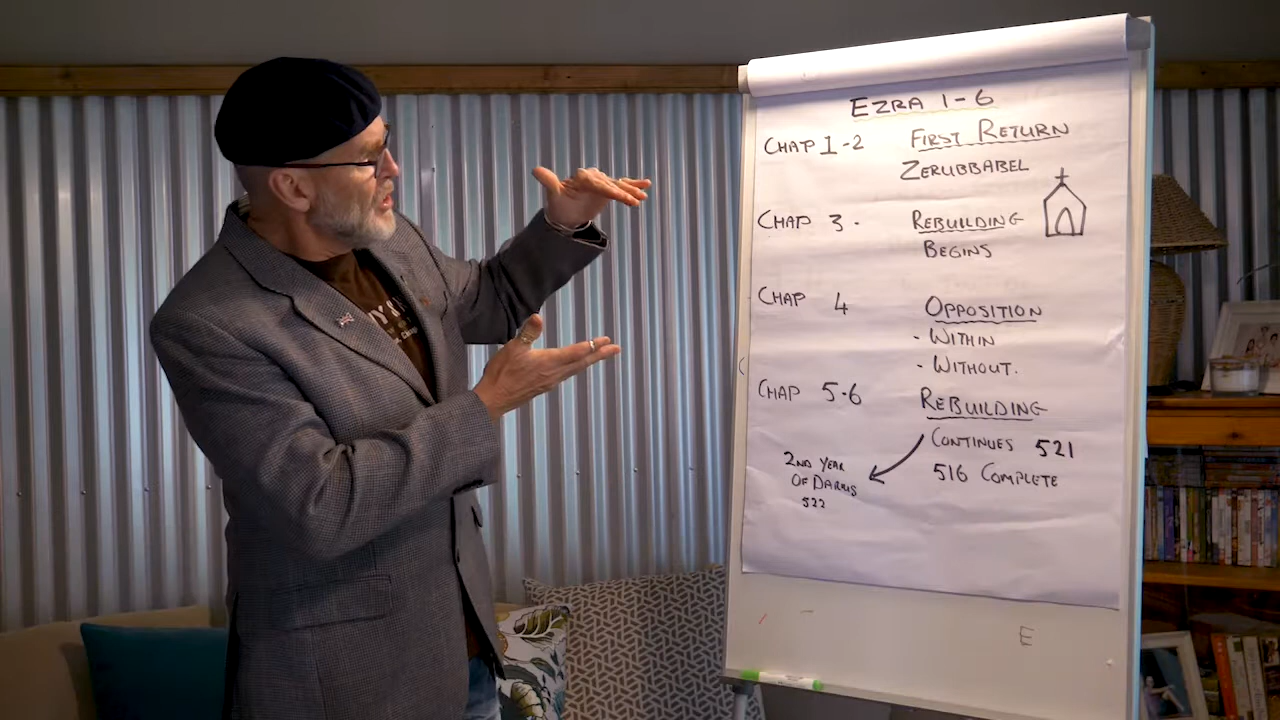 EZRA 1-6
CHAP 1-2 FIRST RETURN
ZERUBBABEL
CHAP 3. REBUILDING
BEGINS
CHAP 4 OPPOSITION
- WITHIN
- WITHOUT.
CHAP 5-6 REBUILDING
CONTINUES 521
516 COMPLETE
2ND YEAR
OF DARIUS
522
E